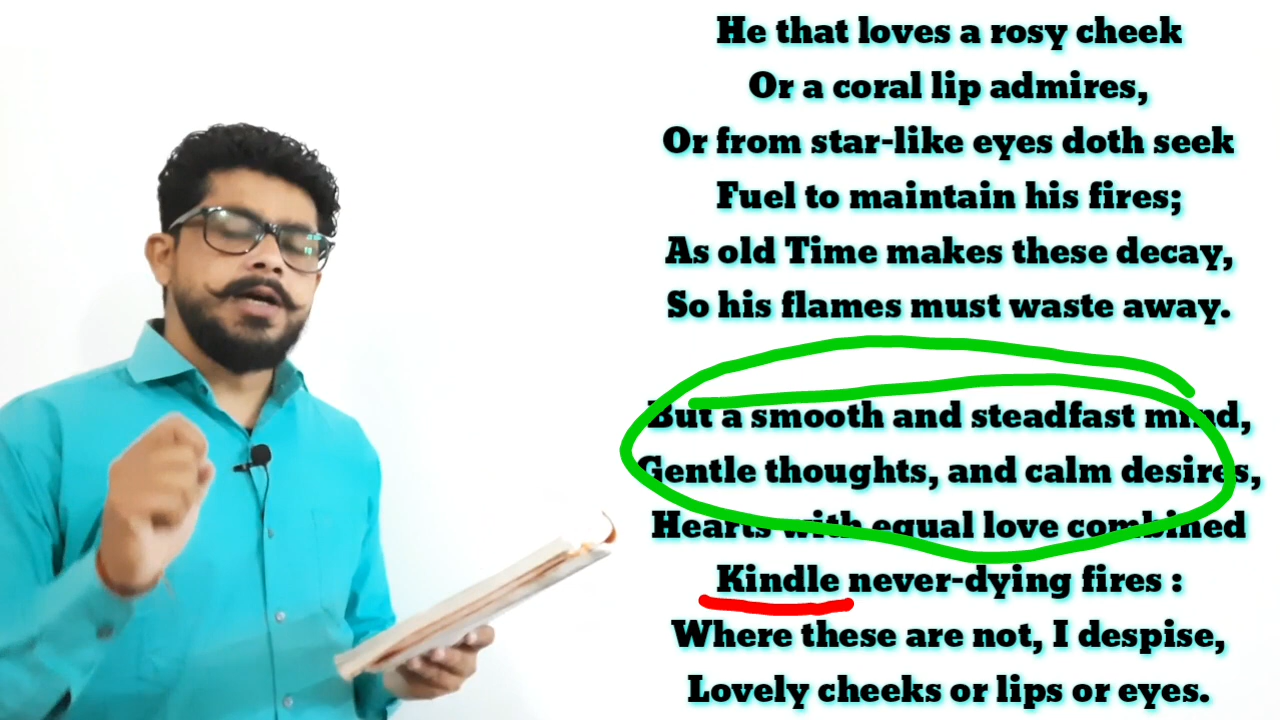 He that loves a rosy cheek
Or a coral lip admires,
Or from star-like eyes doth seek
Fuel to maintain his fires;
As old Time makes these decay,
So his flames must waste away.
But a smooth and steadfast mind,
Gentle thoughts, and calm desires,
Hearts with equal love combined
Kindle never-dying fires :
Where these are not, I despise,
Lovely cheeks or lips or eyes.